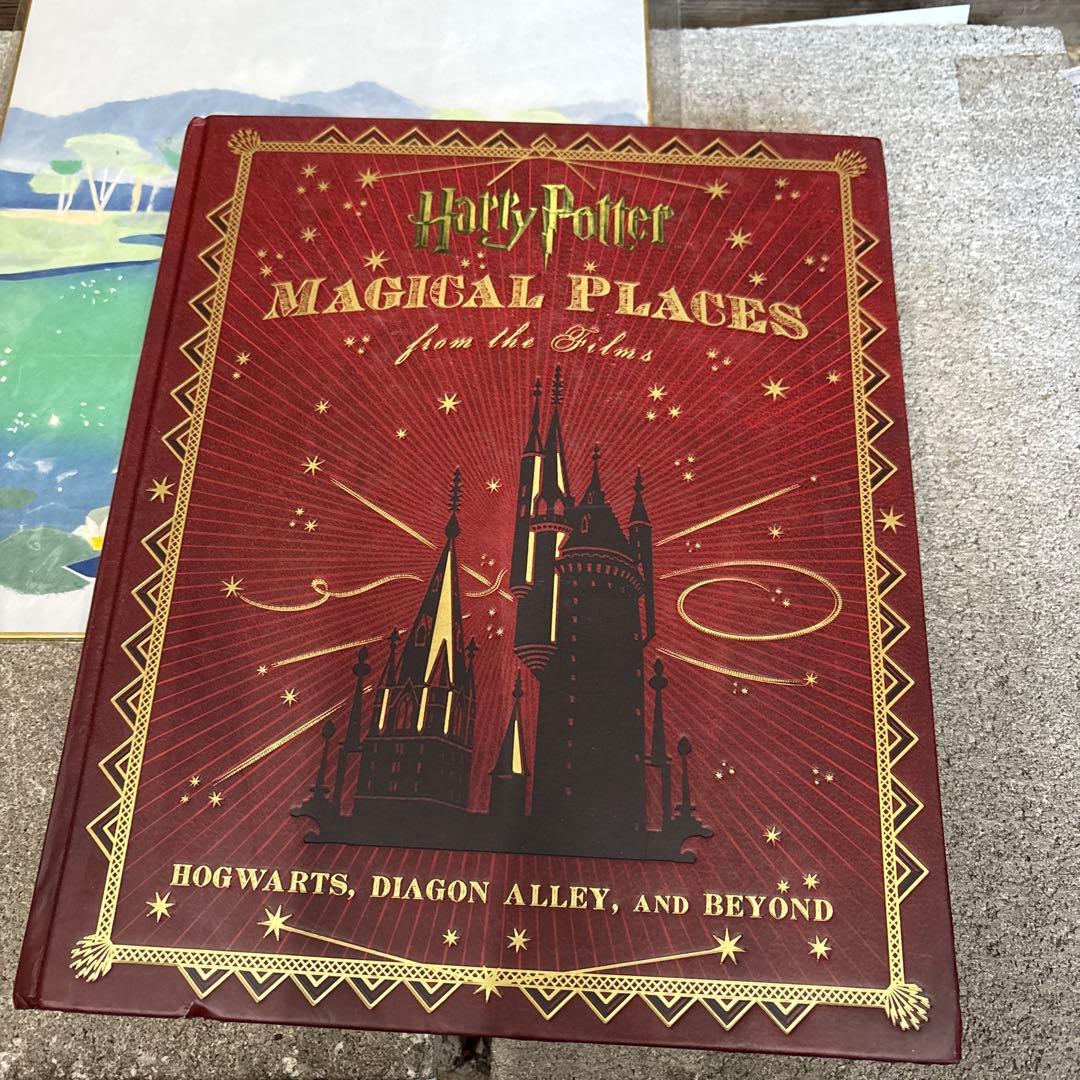 Harry Potter
MAGICAL PLACES
from the Films
HOGWARTS, DIAGON ALLEY, AND BEYOND